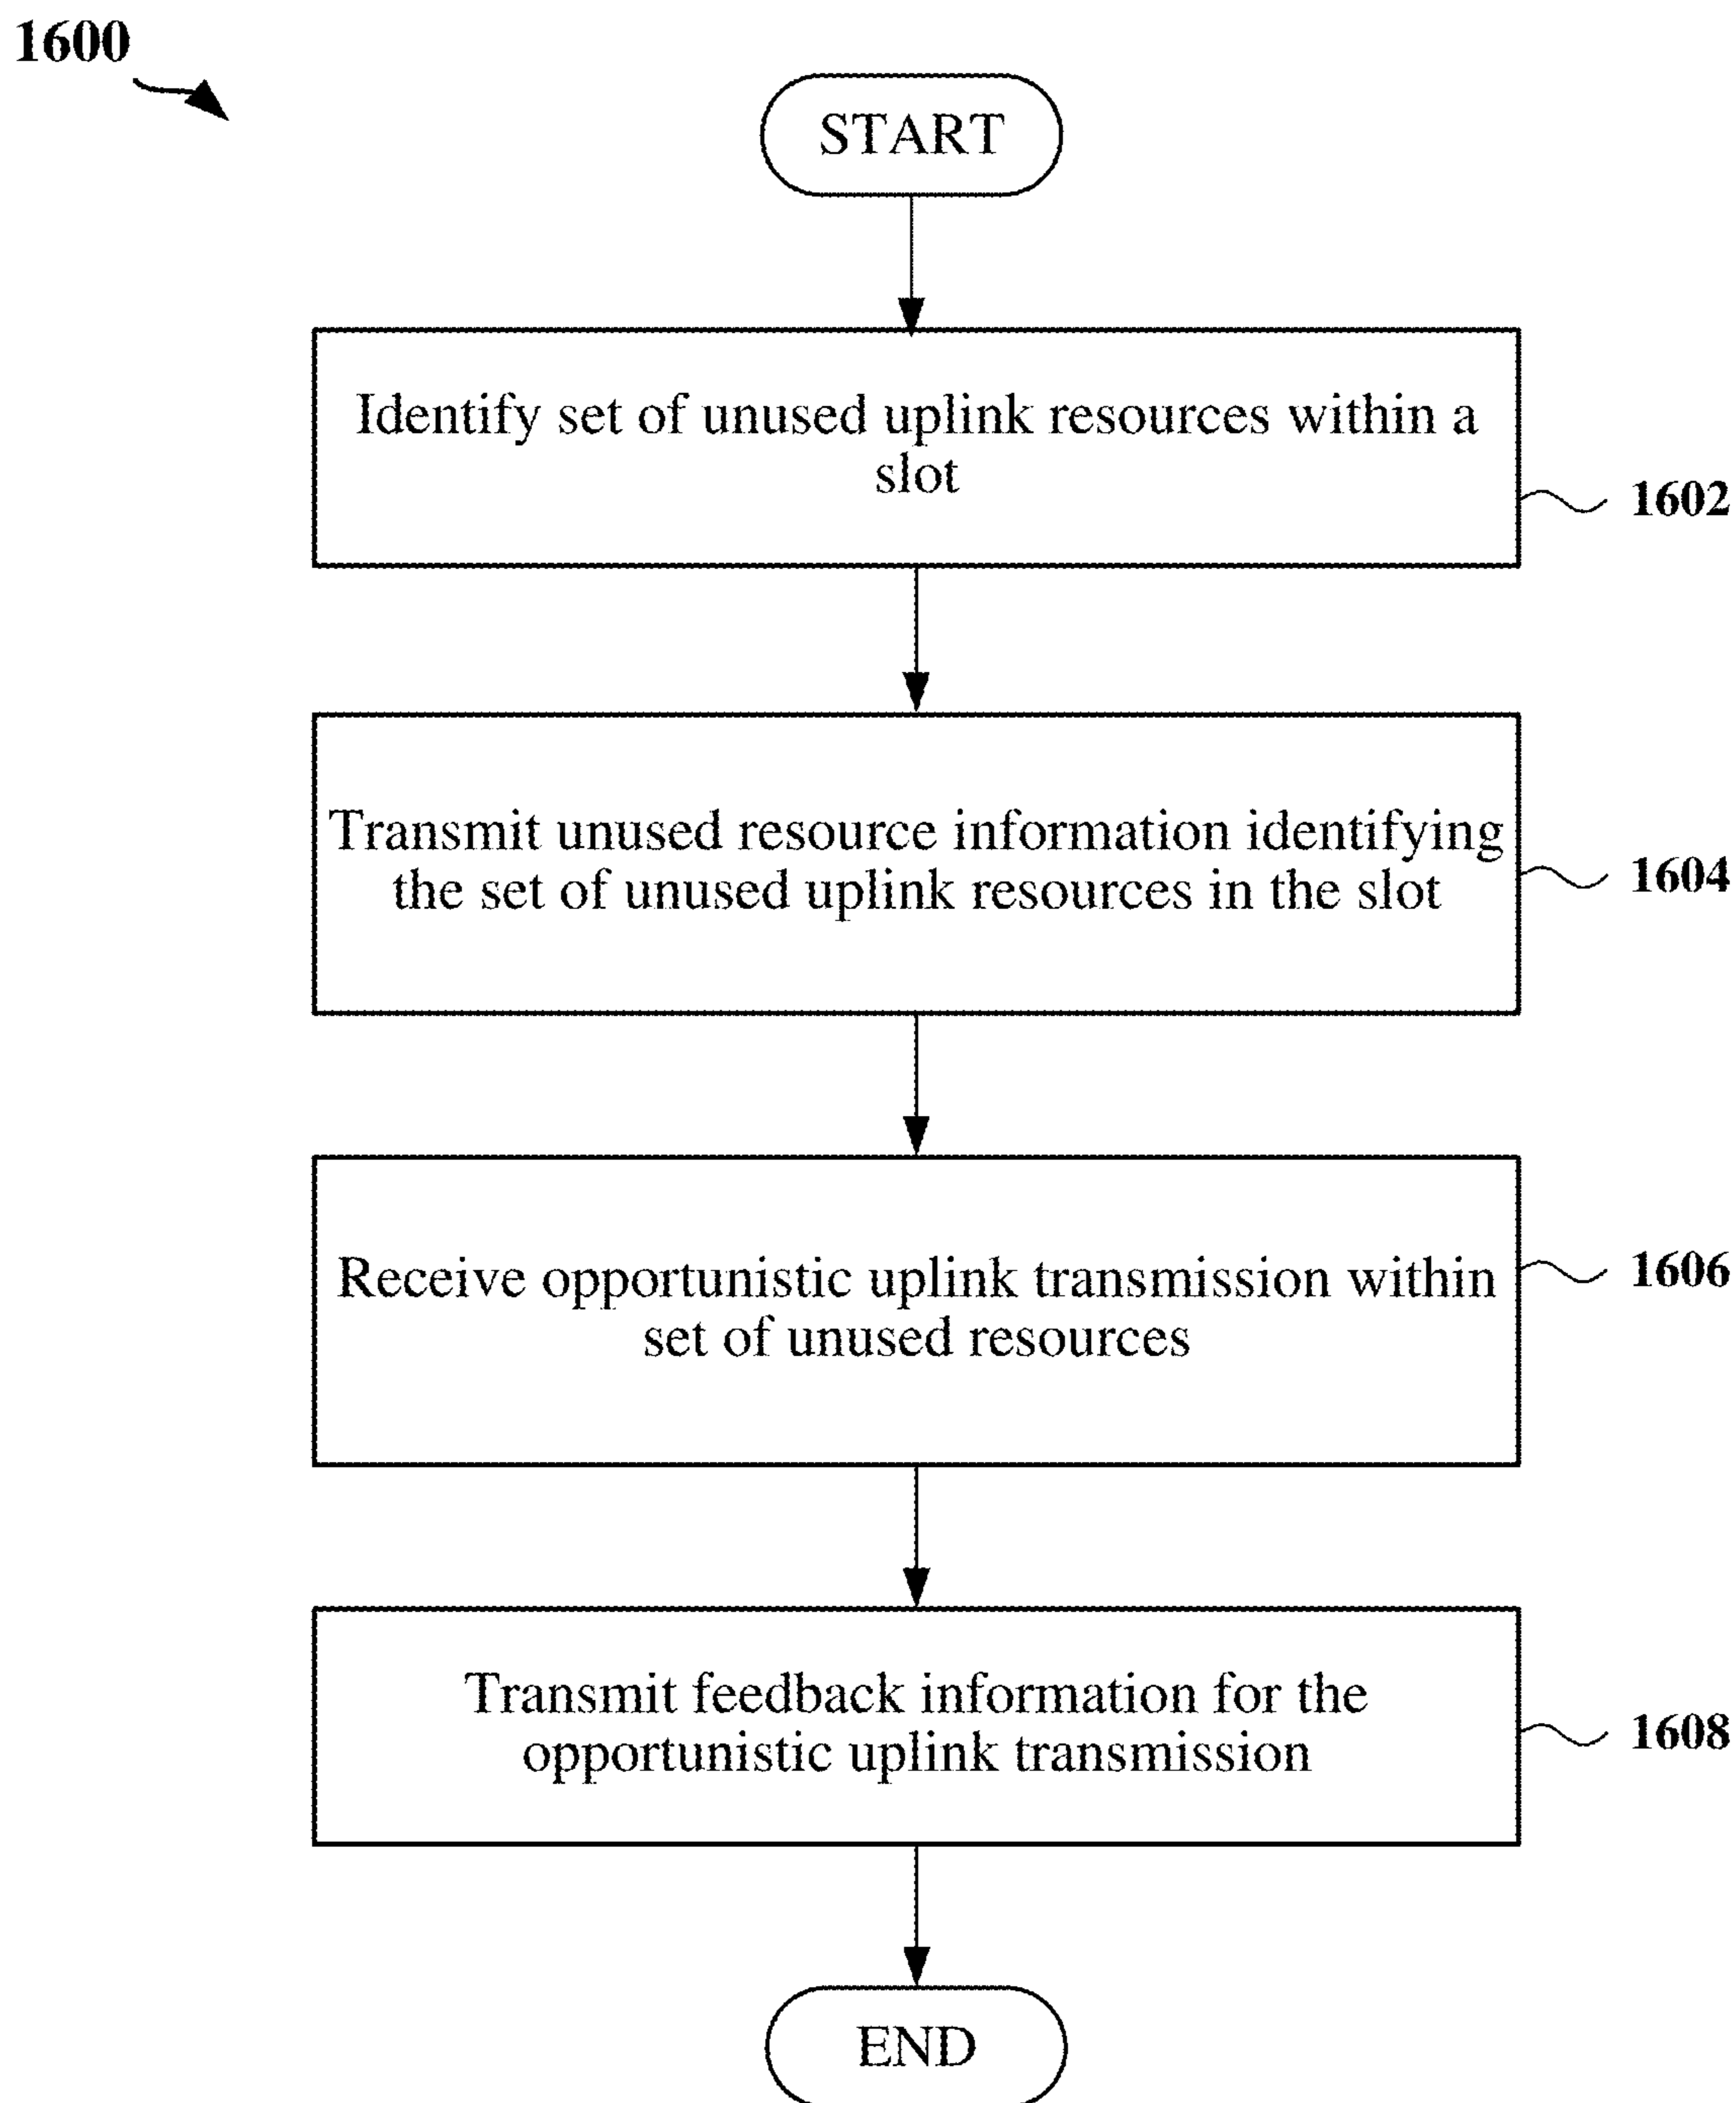 1600
START
Identify set of unused uplink resources within a
slot
1602
Transmit unused resource information identifying
the set of unused uplink resources in the slot
1604
Receive opportunistic uplink transmission within
set of unused resources
1606
Transmit feedback information for the
opportunistic uplink transmission
1608
END